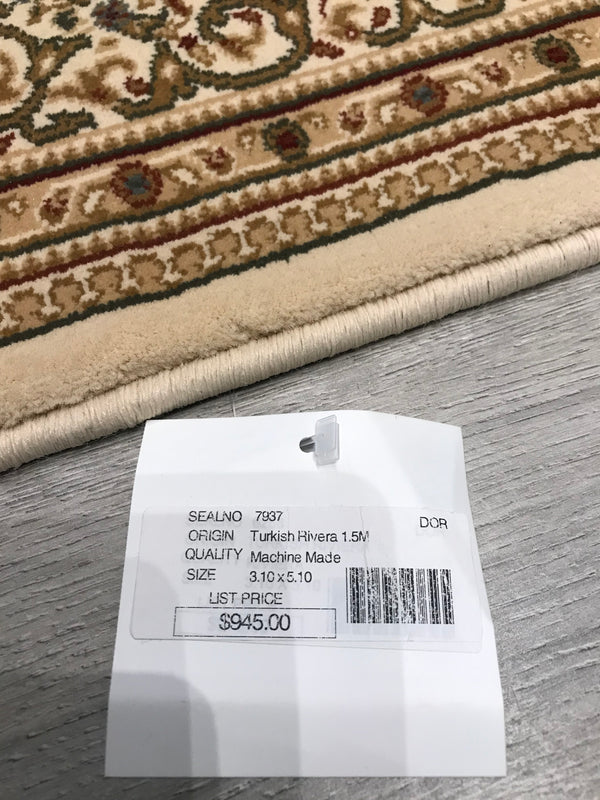 SEALNO 7937 DOR
ORIGIN Turkish Rivera 1.5M
QUALITY Machine Made
SIZE 3.10 x 5.10
LIST PRICE
$945.00